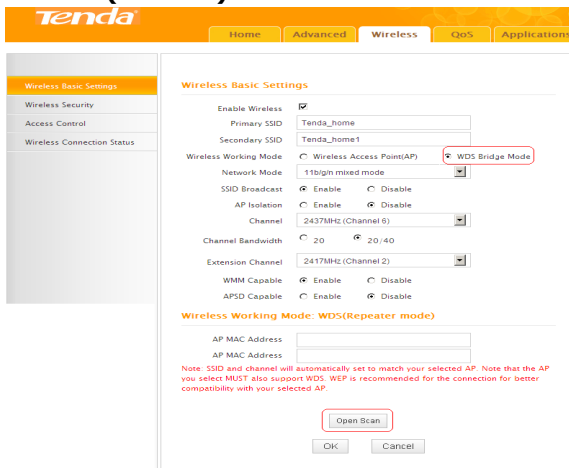 Tenda
Home Advanced Wireless QoS Applications
Wireless Basic Settings
Wireless Security
Access Control
Wireless Connection Status
Wireless Basic Settings
Enable Wireless
Primary SSID Tenda_home
Secondary SSID Tenda_home1
Wireless Working Mode Wireless Access Point(AP) WDS Bridge Mode
Network Mode 11b/g/n mixed mode
SSID Broadcast Enable Disable
AP Isolation Enable Disable
Channel 2437MHz (Channel 6)
Channel Bandwidth 20 20/40
Extension Channel 2417MHz (Channel 2)
WMM Capable Enable Disable
APSD Capable Enable Disable
Wireless Working Mode: WDS(Repeater mode)
AP MAC Address
AP MAC Address
Note: SSID and channel will automatically set to match your selected AP. Note that the AP
you select MUST also support WDS. WEP is recommended for the connection for better
compatibility with your selected AP.
Open Scan
OK Cancel